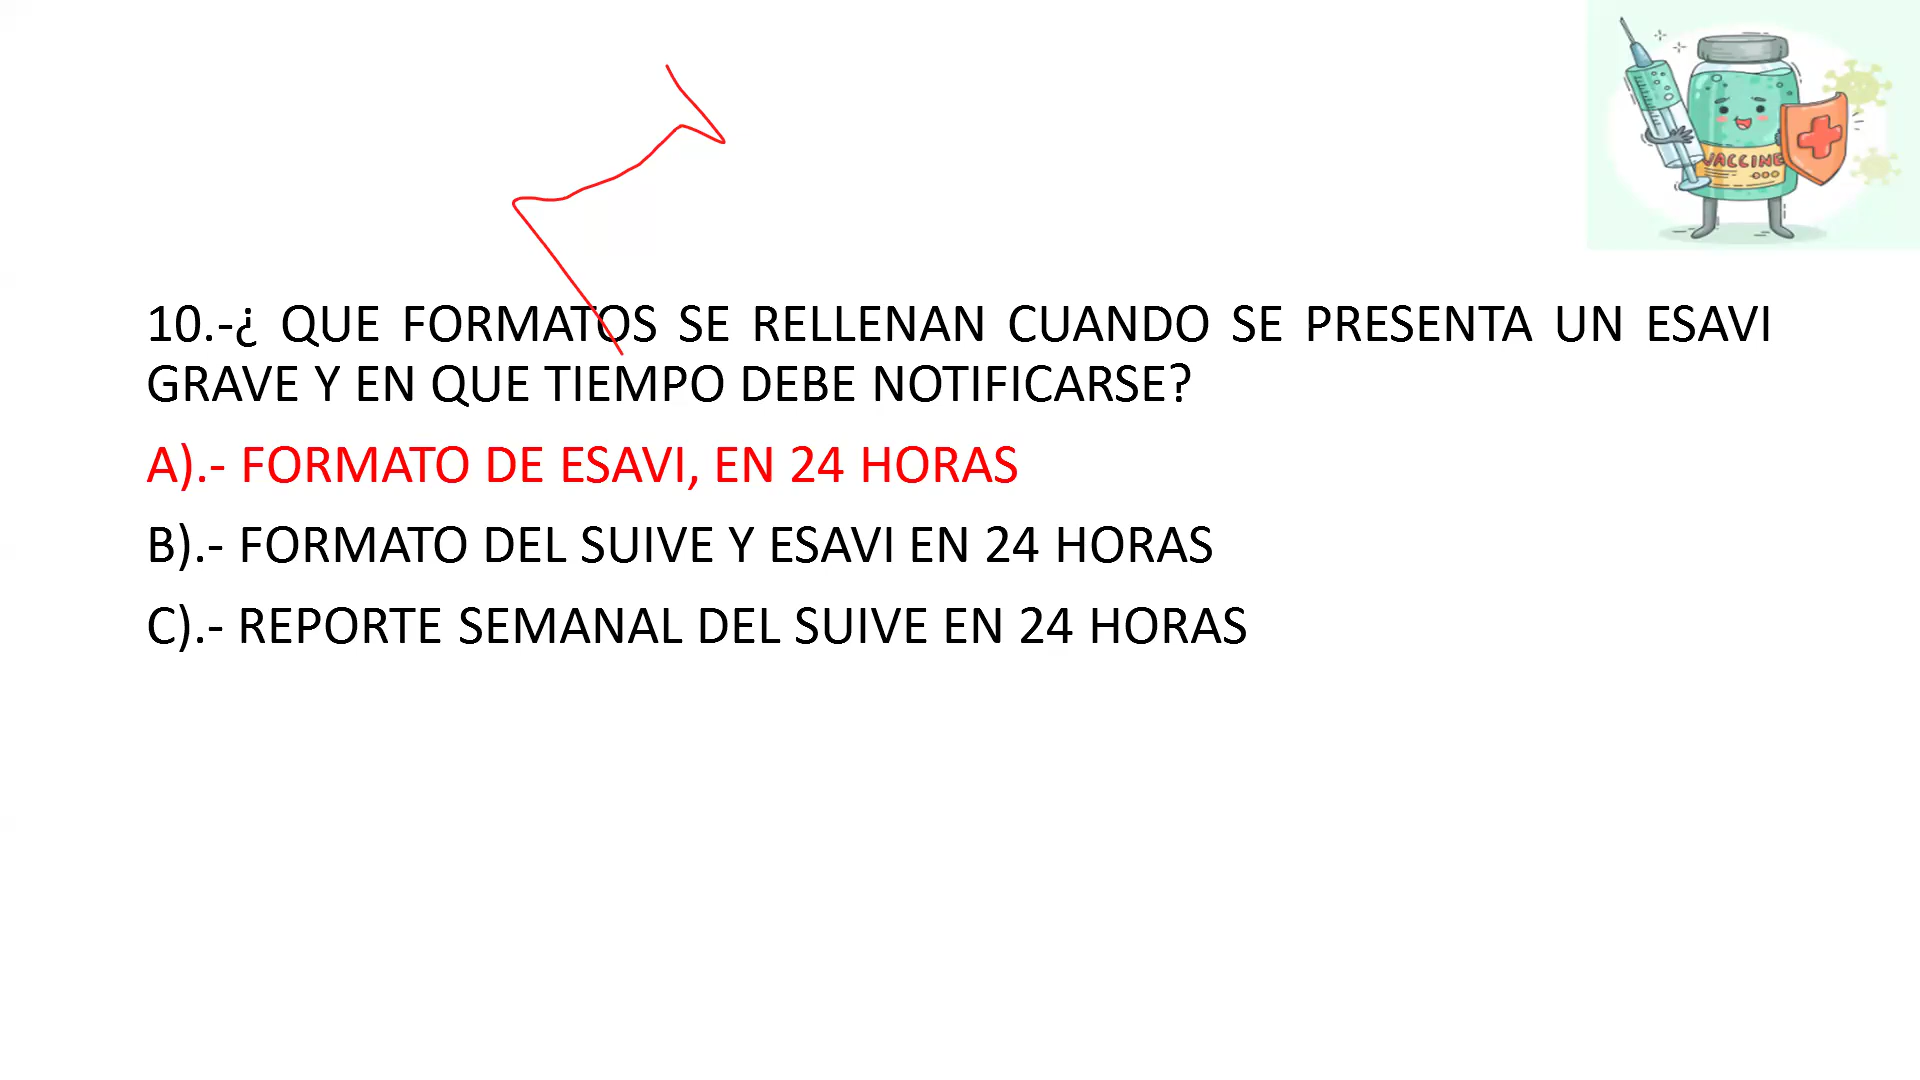 VACCINE
10.-¿ QUE FORMATOS SE RELLENAN CUANDO SE PRESENTA UN ESAVI
GRAVE Y EN QUE TIEMPO DEBE NOTIFICARSE?
A).- FORMATO DE ESAVI, EN 24 HORAS
B).- FORMATO DEL SUIVE Y ESAVI EN 24 HORAS
C).- REPORTE SEMANAL DEL SUIVE EN 24 HORAS